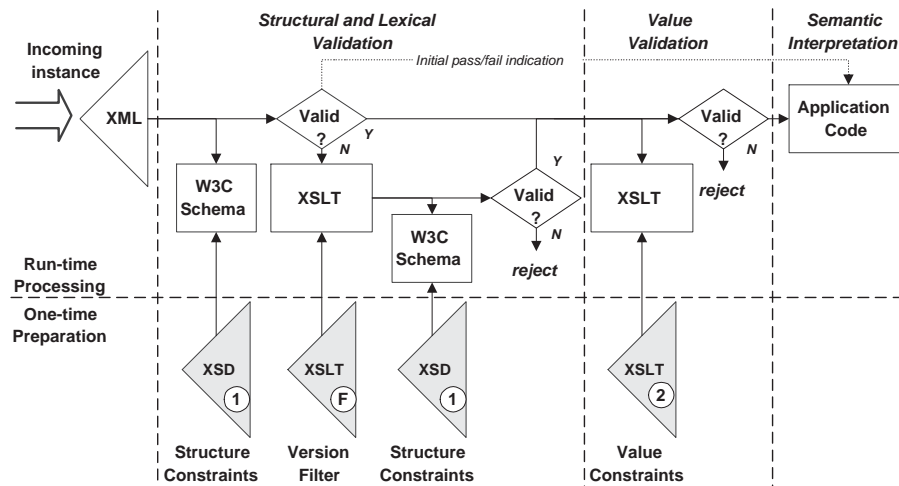 Structural and Lexical
Validation
Value
Validation
Semantic
Interpretation
Incoming
instance
Initial pass/fail indication
XML
Valid
?
Y
N
Valid
?
N
Application
Code
W3C
Schema
XSLT
Y
Valid
?
N
reject
XSLT
W3C
Schema
reject
Run-time
Processing
One-time
Preparation
XSD
1
XSLT
F
XSD
1
XSLT
2
Structure
Constraints
Version
Filter
Structure
Constraints
Value
Constraints